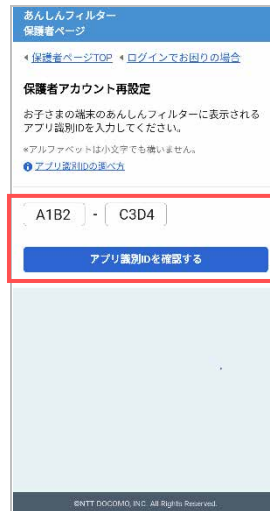 あんしんフィルター
保護者ページ
保護者ページTOP ログインでお困りの場合
保護者アカウント再設定
お子さまの端末のあんしんフィルターに表示される
アプリ識別IDを入力してください。
※アルファベットは小文字でも構いません。
アプリ識別IDの調べ方
A1B2 - C3D4
アプリ識別IDを確認する
©NTT DOCOMO, INC. All Rights Reserved.